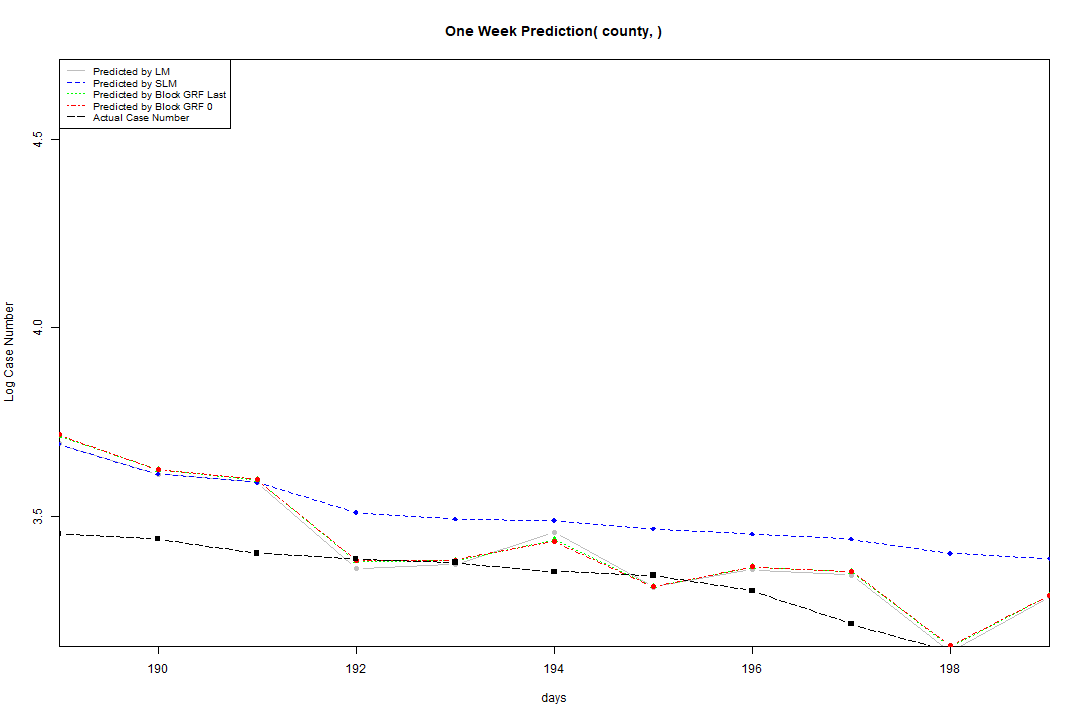 One Week Prediction( county, )
Predicted by LM
Predicted by SLM
Predicted by Block GRF Last
Predicted by Block GRF 0
Actual Case Number
4.5
4.0
3.5
Log Case Number
190 192 194 196 198
days